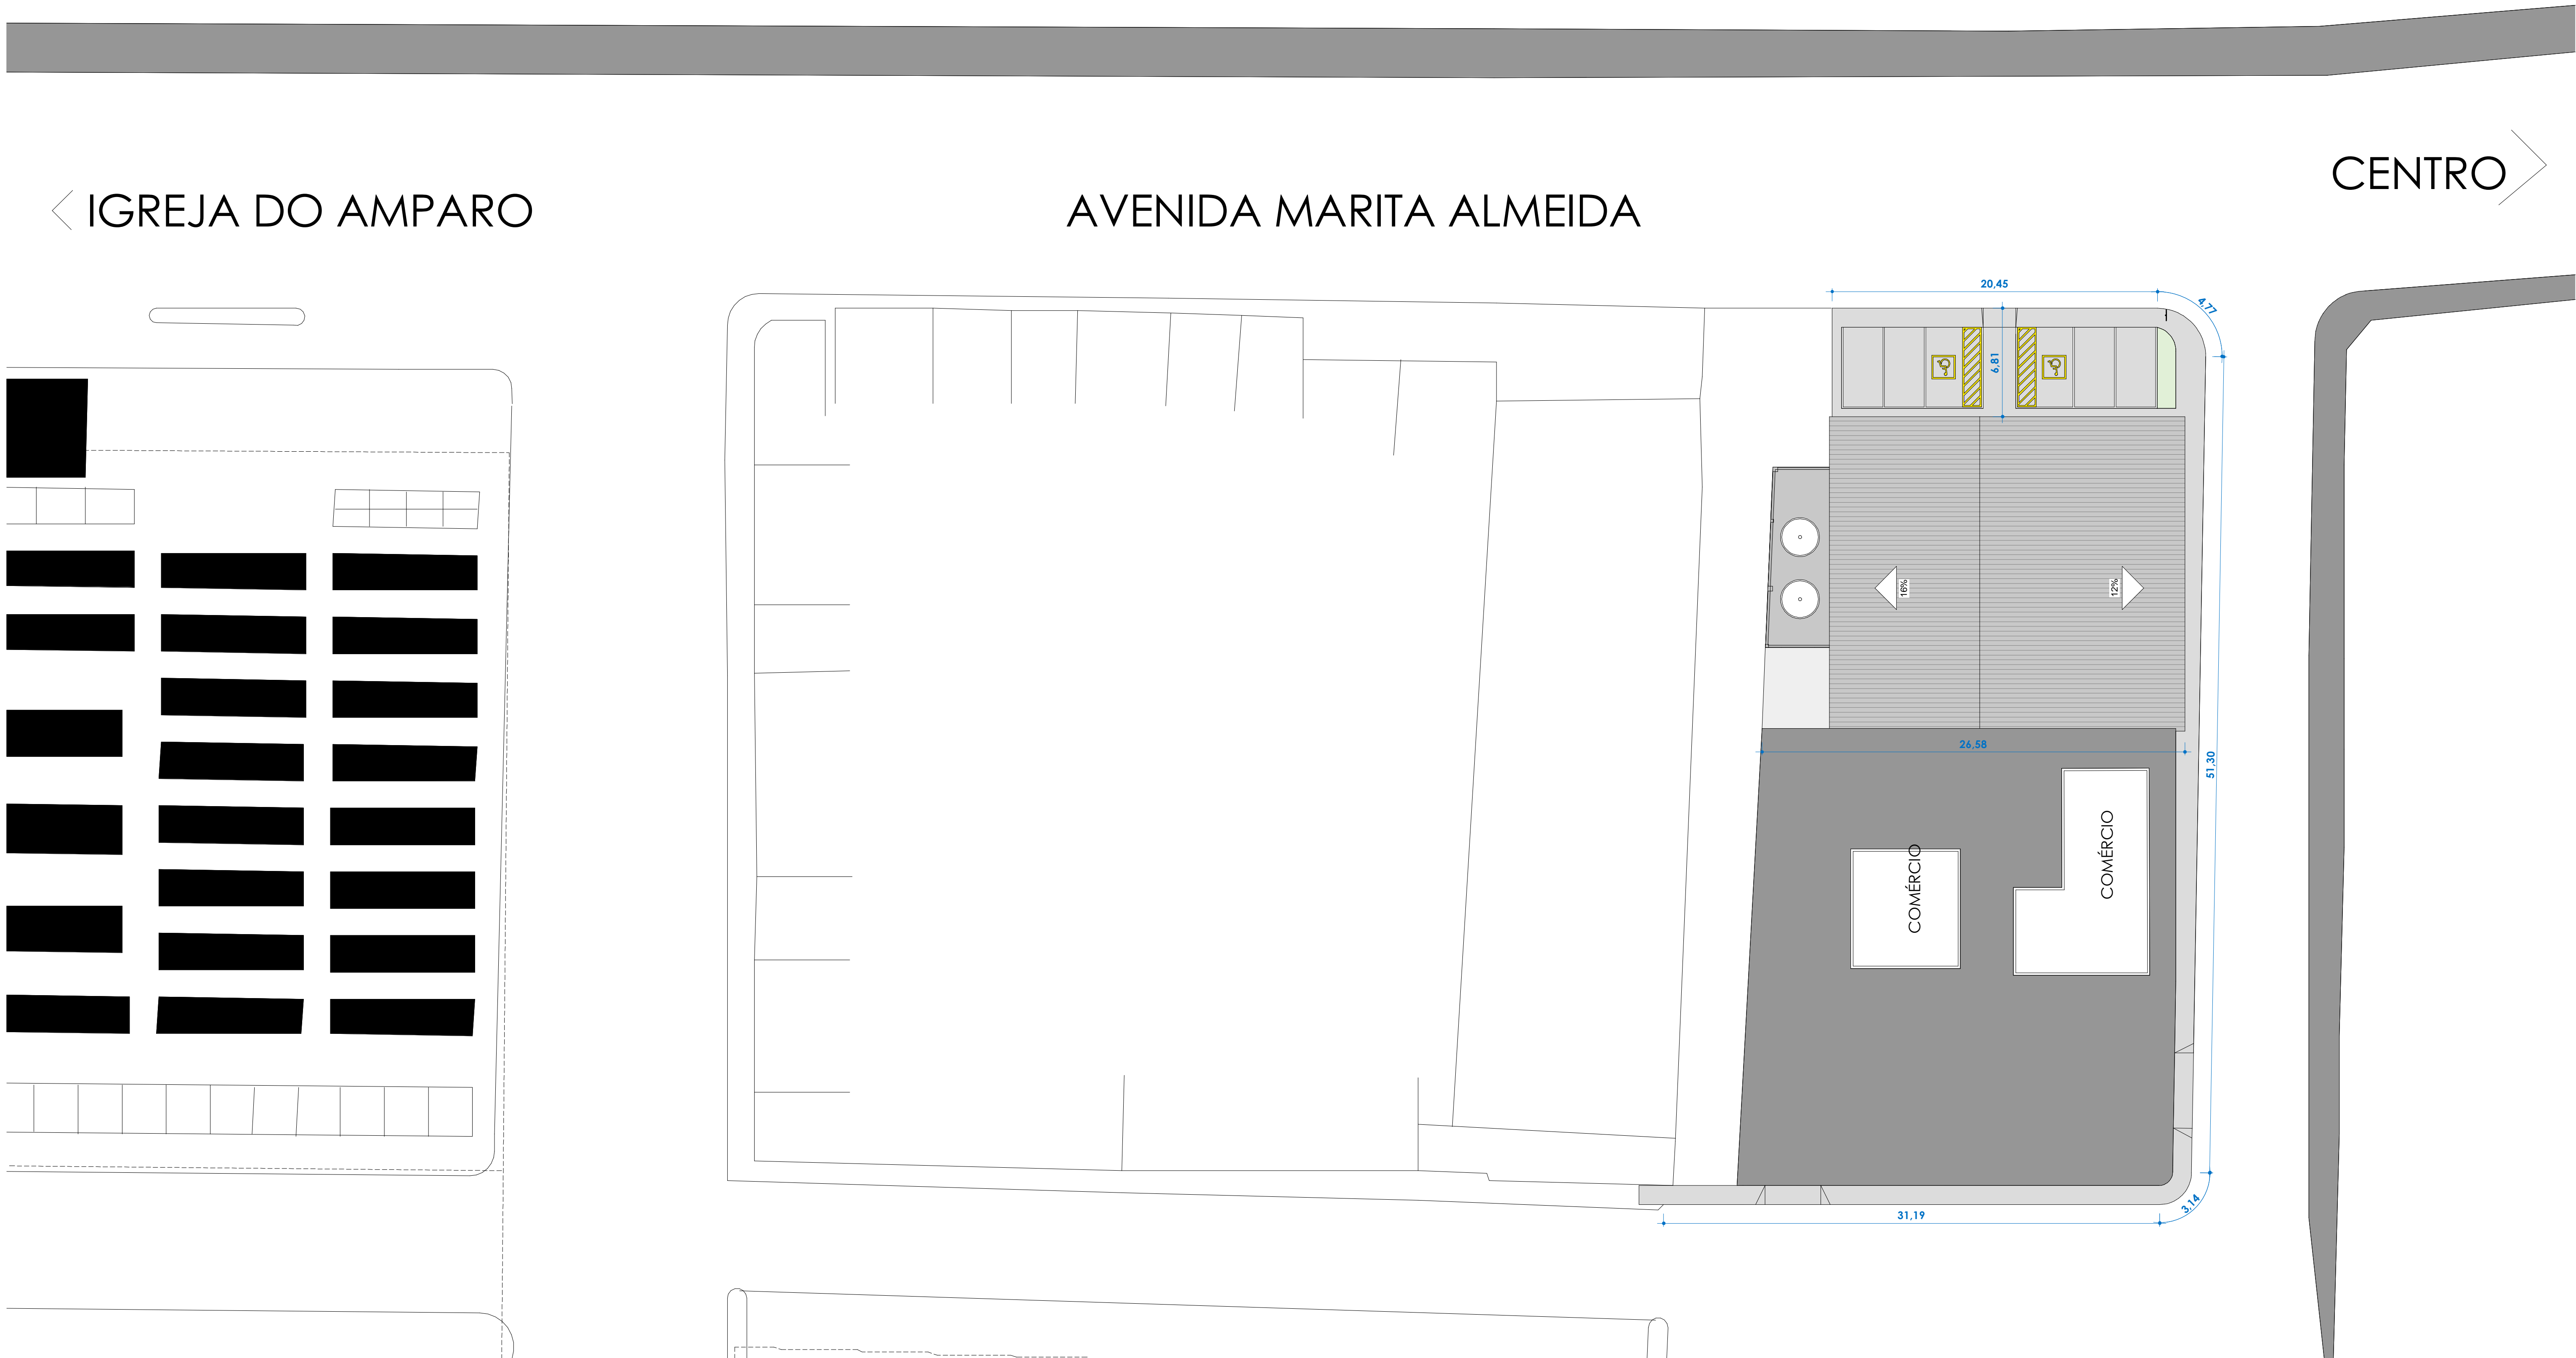 CENTRO
IGREJA DO AMPARO
AVENIDA MARITA ALMEIDA
20,45
4,77
6,81
16%
12%
26,58
51,30
COMÉRCIO
COMÉRCIO
3,14
31,19